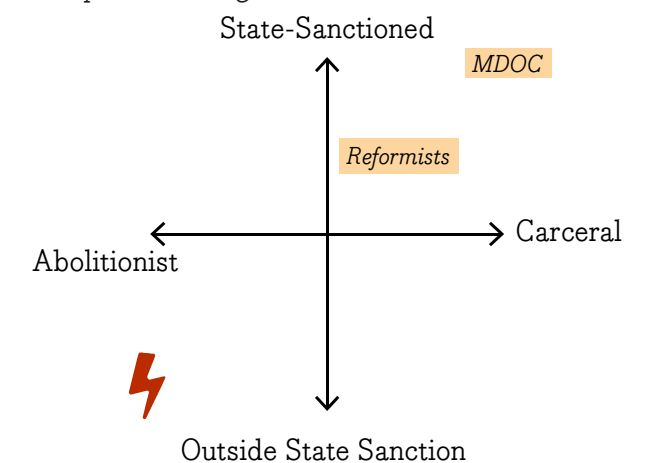 State-Sanctioned
MDOC
Reformists
Carceral
Abolitionist
Outside State Sanction